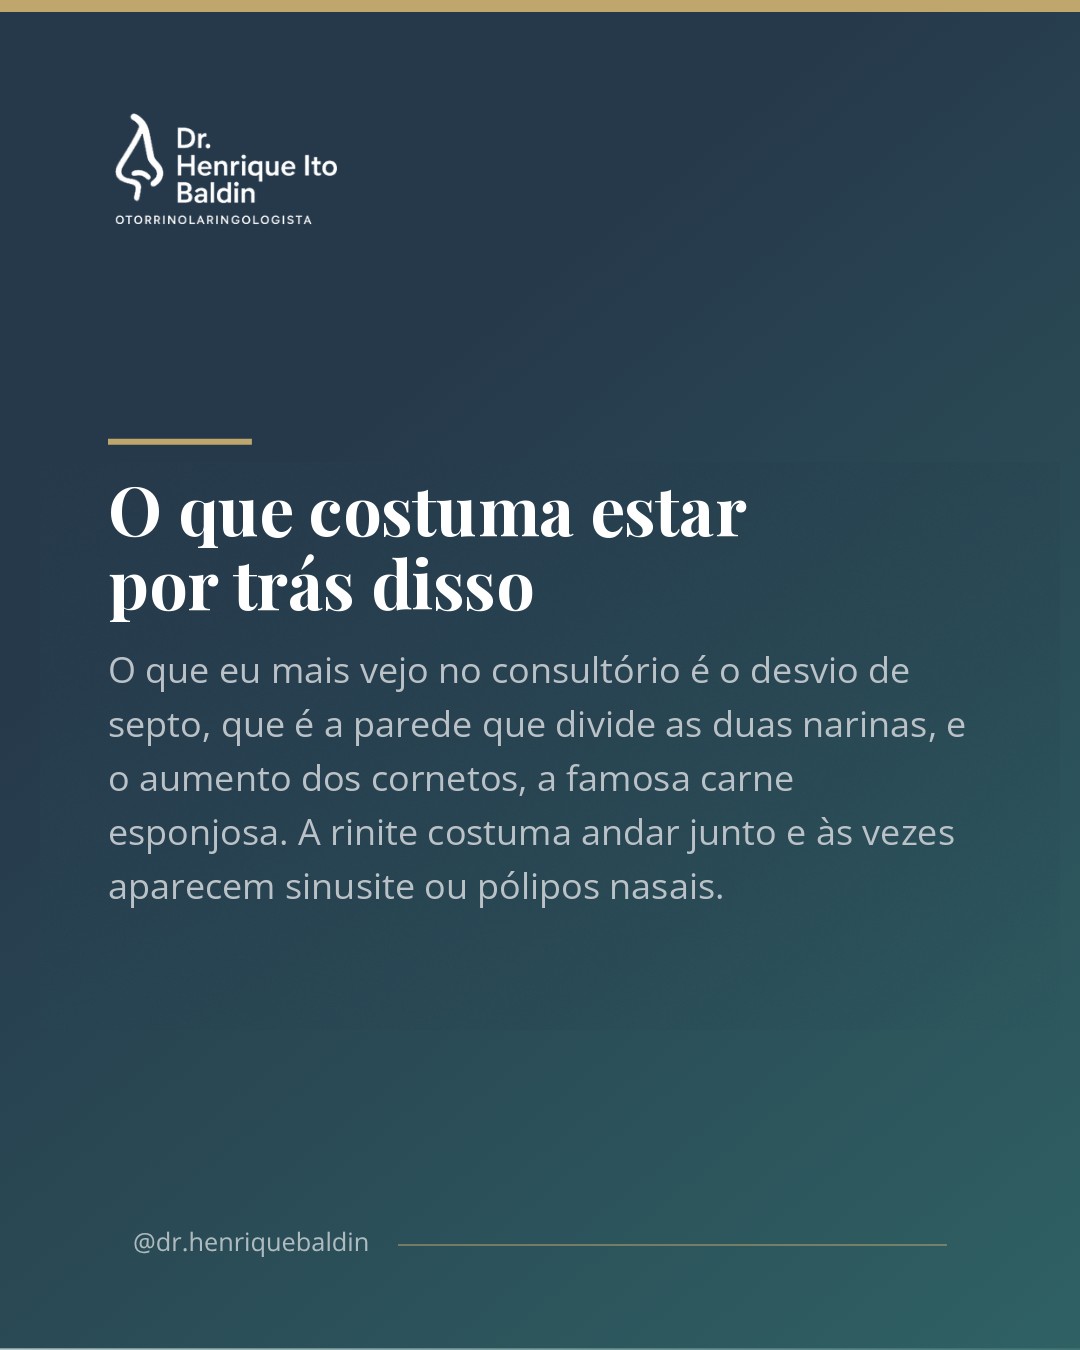 Dr.
Henrique Ito
Baldin
OTORRINOLARINGOLOGISTA
O que costuma estar
por trás disso
O que eu mais vejo no consultório é o desvio de
septo, que é a parede que divide as duas narinas, e
o aumento dos cornetos, a famosa carne
esponjosa. A rinite costuma andar junto e às vezes
aparecem sinusite ou pólipos nasais.
@dr.henriquebaldin